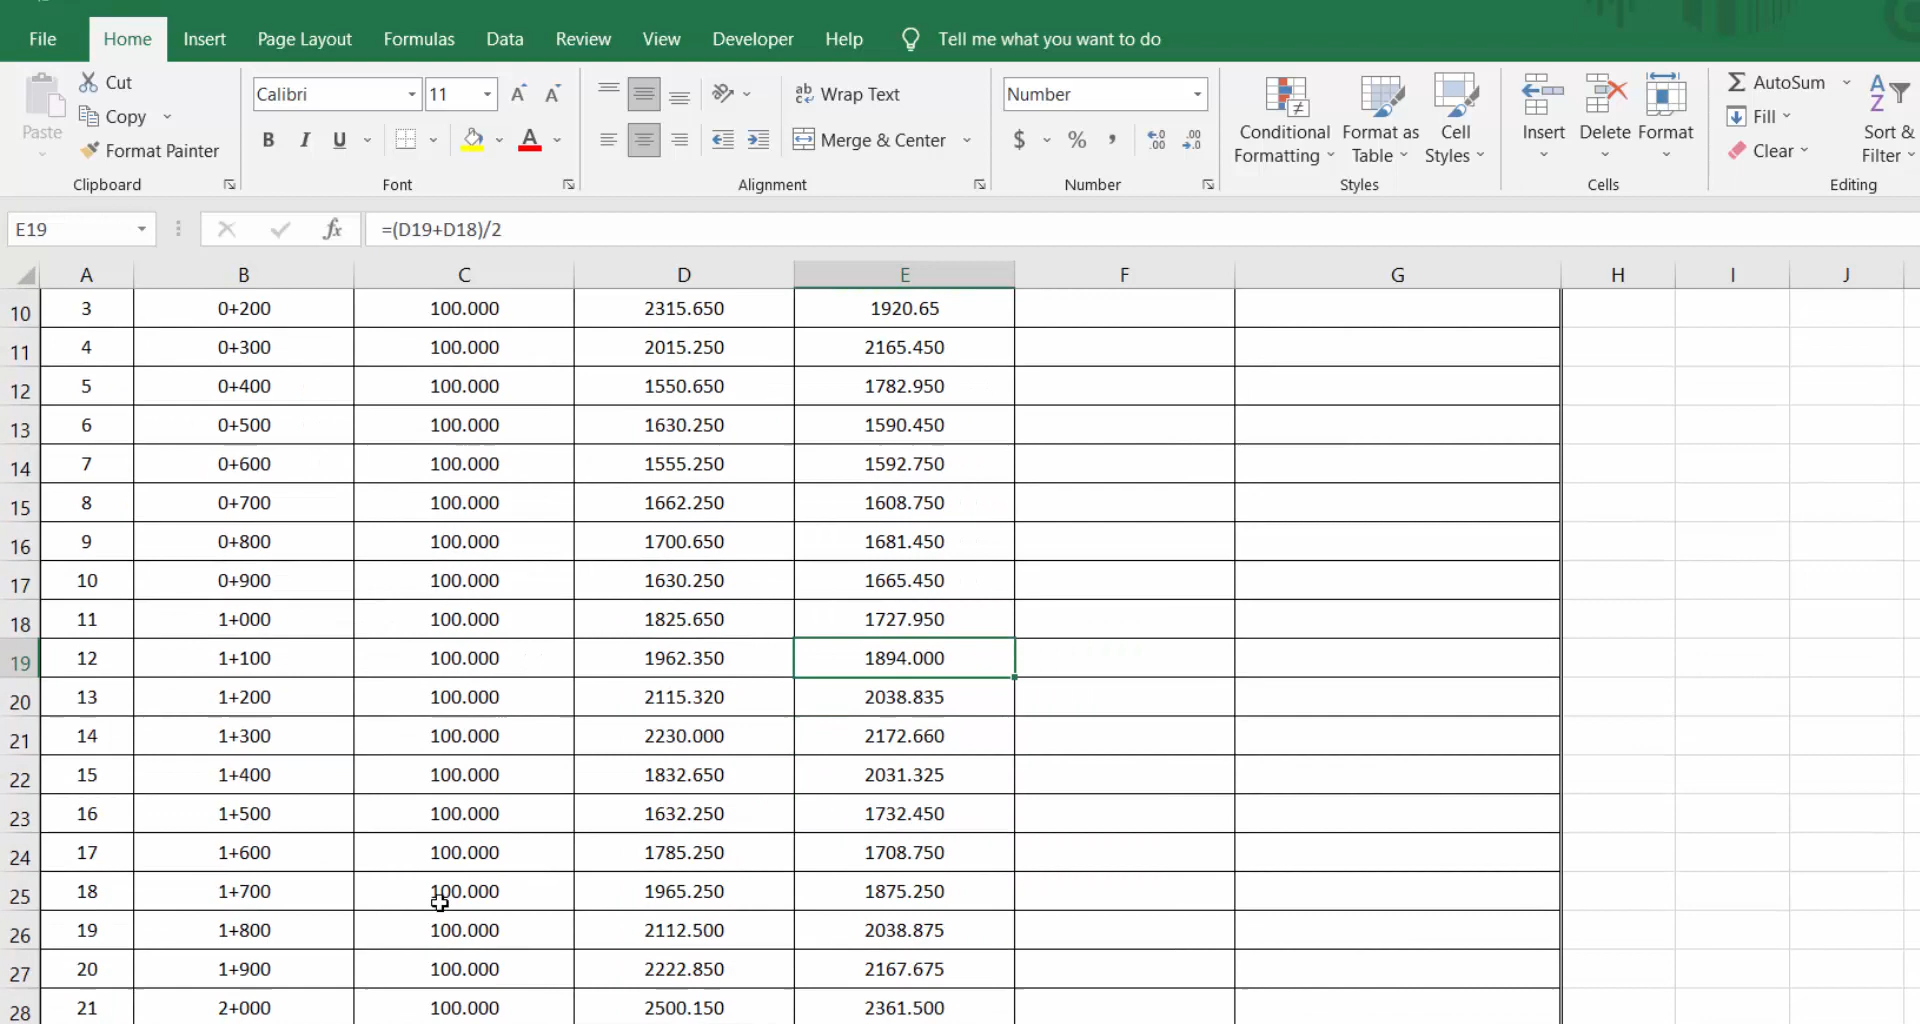 File Home Insert Page Layout Formulas Data Review View Developer Help Tell me what you want to do
Paste
Cut
Copy
Format Painter
Clipboard
Calibri 11
B I U
Font
Wrap Text
Merge & Center
Alignment
Number
$ % ,
Number
Conditional Formatting
Format as Table
Cell Styles
Styles
Insert Delete Format
Cells
AutoSum
Fill
Clear
Sort & Filter
Editing
E19 fx =(D19+D18)/2
A B C D E F G H I J
10 3 0+200 100.000 2315.650 1920.65
11 4 0+300 100.000 2015.250 2165.450
12 5 0+400 100.000 1550.650 1782.950
13 6 0+500 100.000 1630.250 1590.450
14 7 0+600 100.000 1555.250 1592.750
15 8 0+700 100.000 1662.250 1608.750
16 9 0+800 100.000 1700.650 1681.450
17 10 0+900 100.000 1630.250 1665.450
18 11 1+000 100.000 1825.650 1727.950
19 12 1+100 100.000 1962.350 1894.000
20 13 1+200 100.000 2115.320 2038.835
21 14 1+300 100.000 2230.000 2172.660
22 15 1+400 100.000 1832.650 2031.325
23 16 1+500 100.000 1632.250 1732.450
24 17 1+600 100.000 1785.250 1708.750
25 18 1+700 100.000 1965.250 1875.250
26 19 1+800 100.000 2112.500 2038.875
27 20 1+900 100.000 2222.850 2167.675
28 21 2+000 100.000 2500.150 2361.500